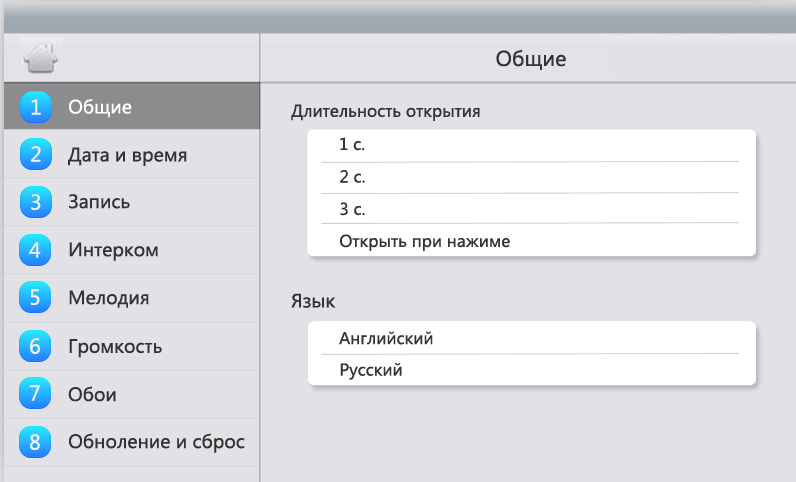 Общие
1 Общие
2 Дата и время
3 Запись
4 Интерком
5 Мелодия
6 Громкость
7 Обои
8 Обноление и сброс
Длительность открытия
1 с.
2 с.
3 с.
Открыть при нажиме
Язык
Английский
Русский